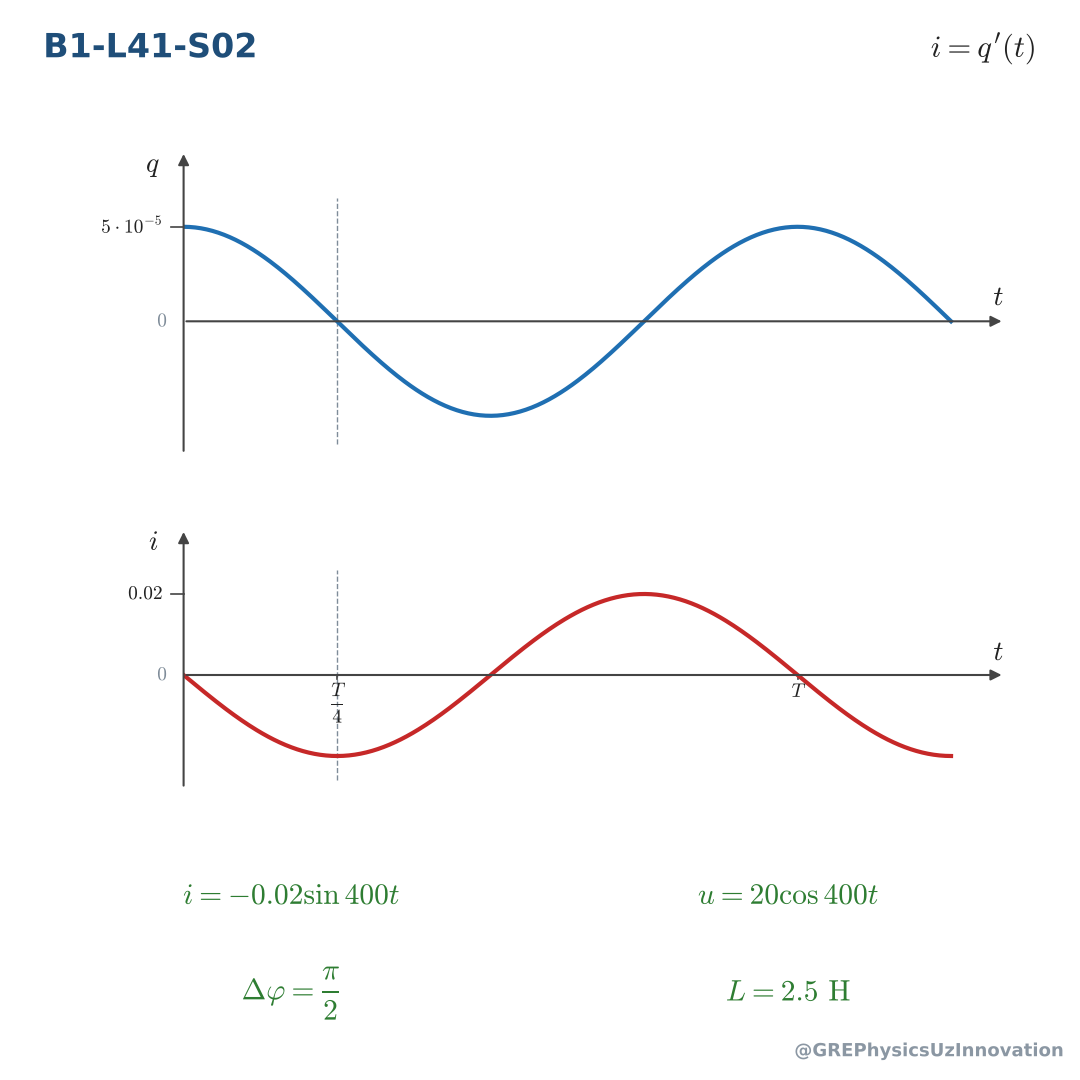 B1-L41-S02
i = q′(t)
q
5 · 10⁻⁵
t
0
i
0.02
t
0
T/4
T
i = −0.02sin 400t
u = 20cos 400t
Δφ = π/2
L = 2.5 H
@GREPhysicsUzInnovation